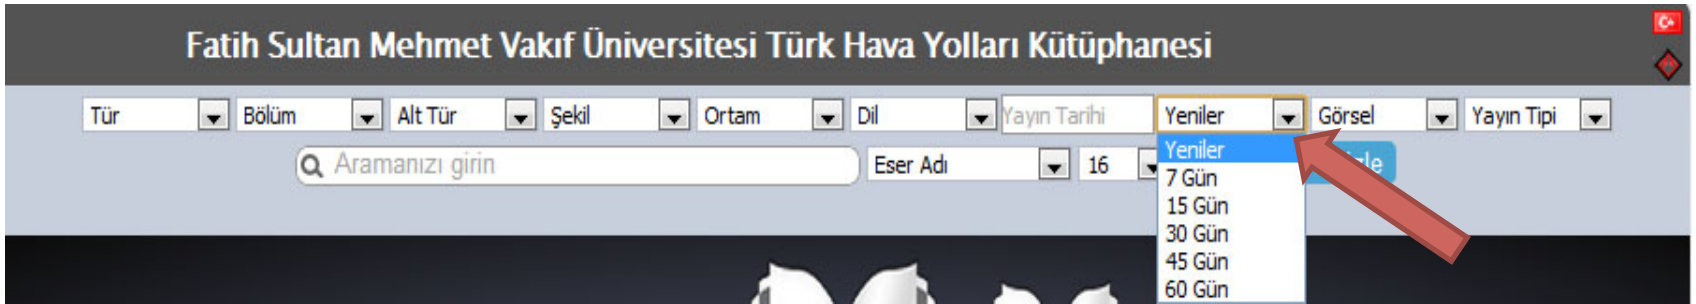 Fatih Sultan Mehmet Vakıf Üniversitesi Türk Hava Yolları Kütüphanesi
Tür Bölüm Alt Tür Şekil Ortam Dil Yayın Tarihi Yeniler Görsel Yayın Tipi
Aramanızı girin Eser Adı 16
Yeniler
7 Gün
15 Gün
30 Gün
45 Gün
60 Gün